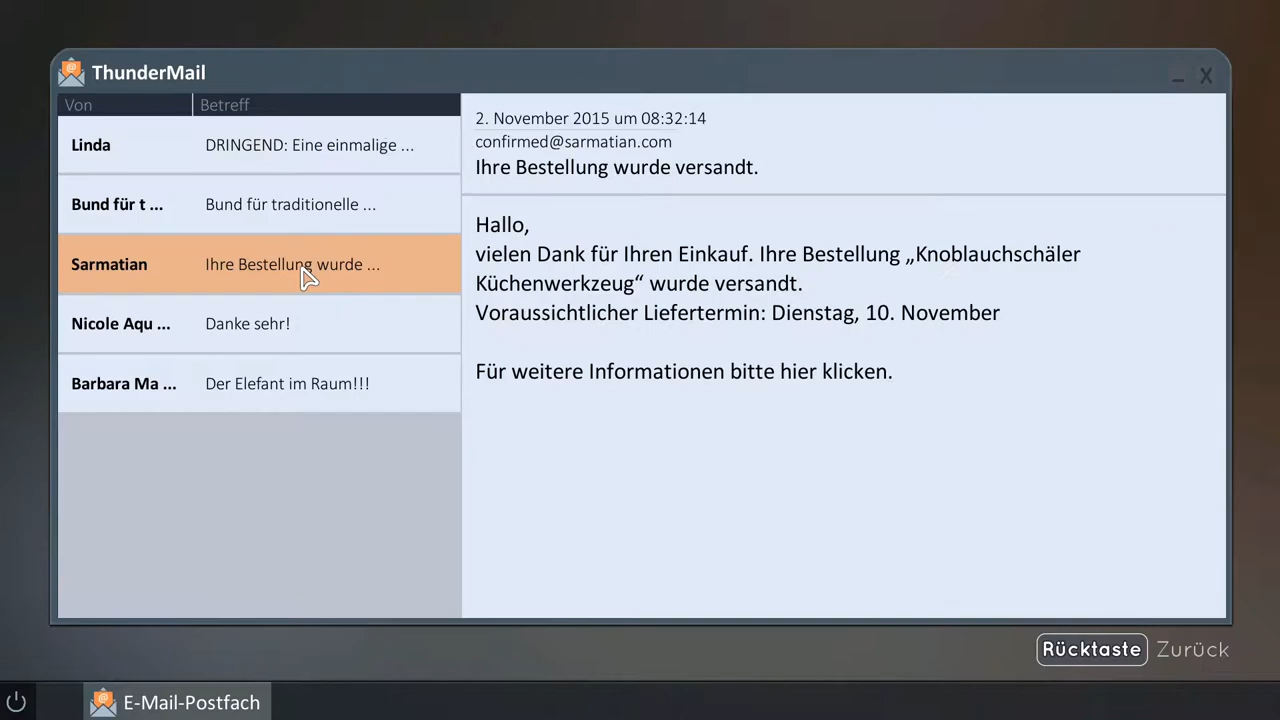 ThunderMail
Von Betreff
Linda DRINGEND: Eine einmalige ...
Bund für t ... Bund für traditionelle ...
Sarmatian Ihre Bestellung wurde ...
Nicole Aqu ... Danke sehr!
Barbara Ma ... Der Elefant im Raum!!!
2. November 2015 um 08:32:14
confirmed@sarmatian.com
Ihre Bestellung wurde versandt.
Hallo,
vielen Dank für Ihren Einkauf. Ihre Bestellung „Knoblauchschäler
Küchenwerkzeug“ wurde versandt.
Voraussichtlicher Liefertermin: Dienstag, 10. November
Für weitere Informationen bitte hier klicken.
Rücktaste Zurück
E-Mail-Postfach